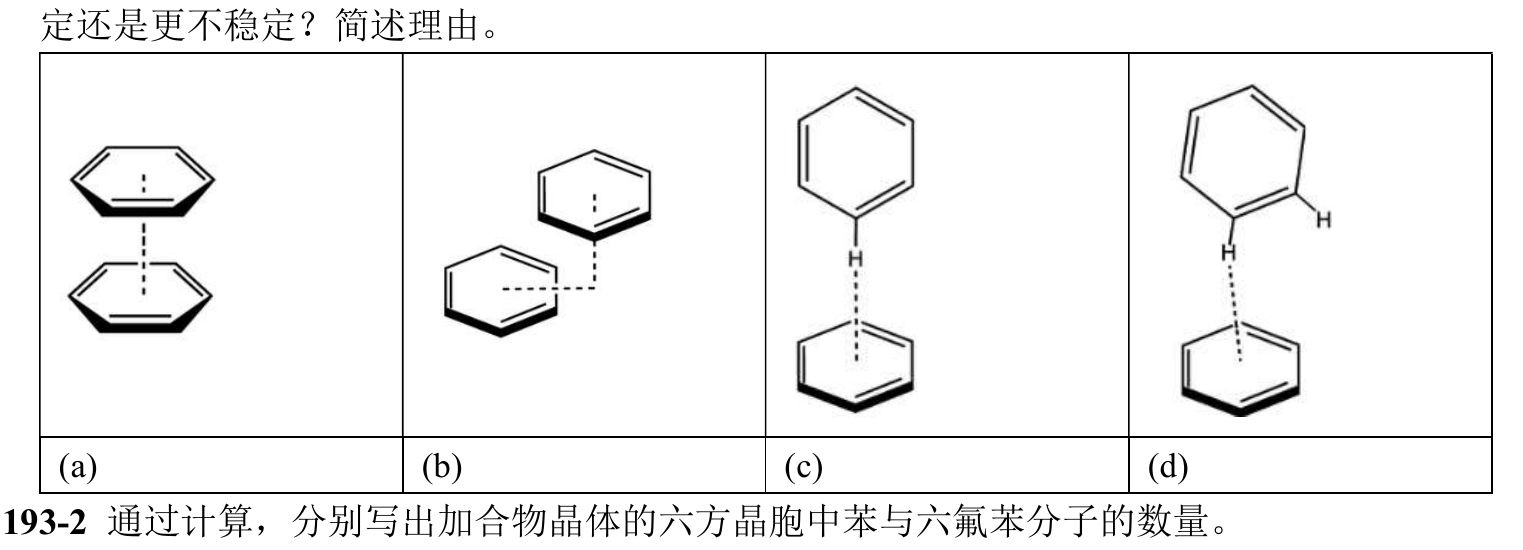 定还是更不稳定？简述理由。
H
H
H
(a) (b) (c) (d)
193-2 通过计算，分别写出加合物晶体的六方晶胞中苯与六氟苯分子的数量。